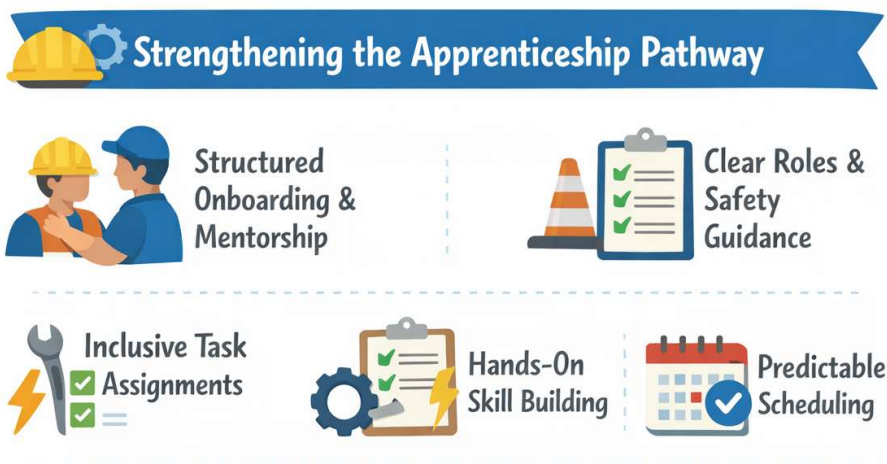 Strengthening the Apprenticeship Pathway
Structured
Onboarding &
Mentorship
Clear Roles &
Safety
Guidance
Inclusive Task
Assignments
Hands-On
Skill Building
Predictable
Scheduling